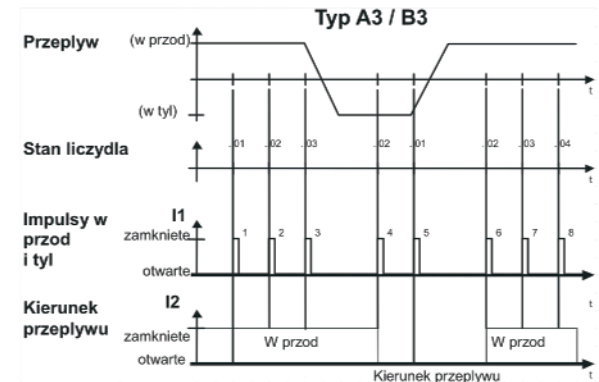 Typ A3 / B3
Przeplyw
(w przod)
(w tyl)
t
Stan liczydla
.01 .02 .03 .02 .01 .02 .03 .04
t
Impulsy w
przod
i tyl
I1
zamkniete
otwarte
1 2 3 4 5 6 7 8
t
Kierunek
przeplywu
I2
zamkniete
otwarte
W przod
W przod
Kierunek przeplywu
t